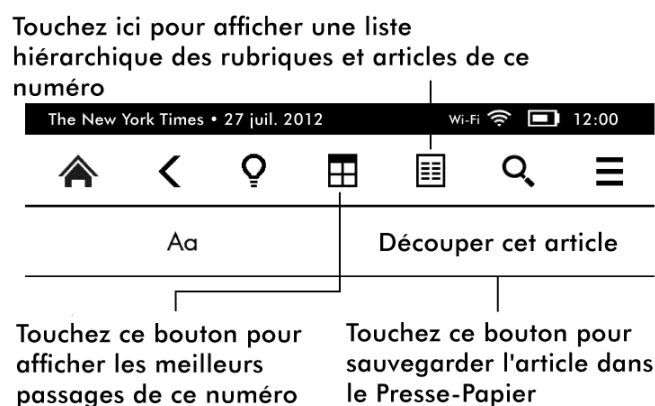 Touchez ici pour afficher une liste
hiérarchique des rubriques et articles de ce
numéro
The New York Times • 27 juil. 2012 Wi-Fi 12:00
Aa Découper cet article
Touchez ce bouton pour
afficher les meilleurs
passages de ce numéro
Touchez ce bouton pour
sauvegarder l'article dans
le Presse-Papier